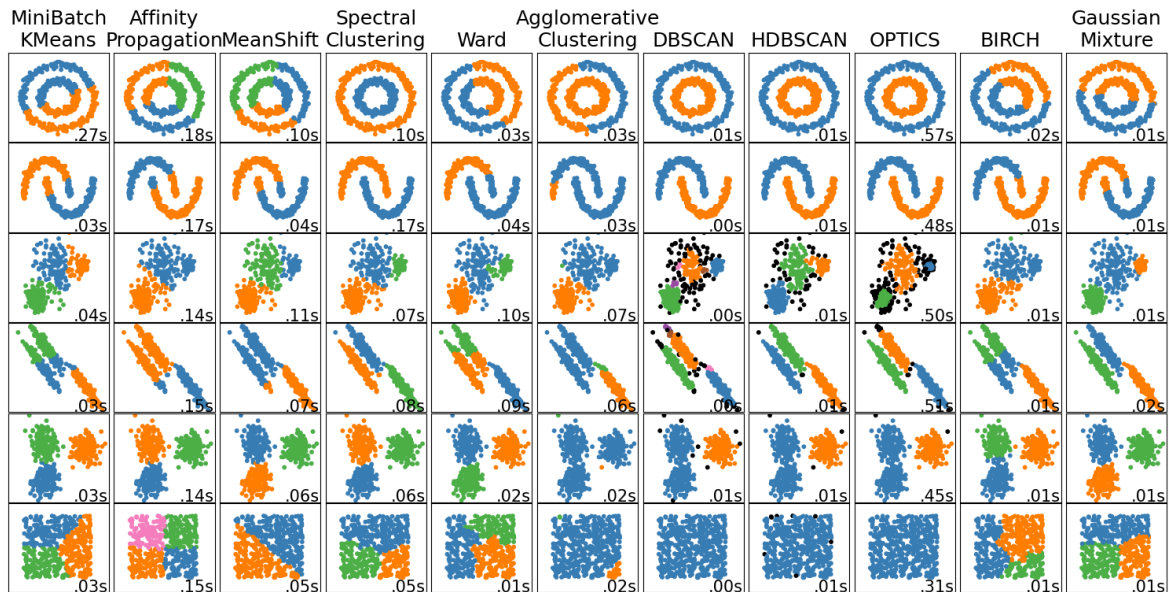 MiniBatch KMeans
Affinity Propagation
MeanShift
Spectral Clustering
Ward
Agglomerative Clustering
DBSCAN
HDBSCAN
OPTICS
BIRCH
Gaussian Mixture
.27s .18s .10s .10s .03s .03s .01s .01s .57s .02s .01s
.03s .17s .04s .17s .04s .03s .00s .01s .48s .01s .01s
.04s .14s .11s .07s .10s .07s .00s .01s .50s .01s .01s
.03s .15s .07s .08s .09s .06s .00s .01s .51s .01s .02s
.03s .14s .06s .06s .02s .02s .01s .01s .45s .01s .01s
.03s .15s .05s .05s .01s .02s .00s .01s .31s .01s .01s